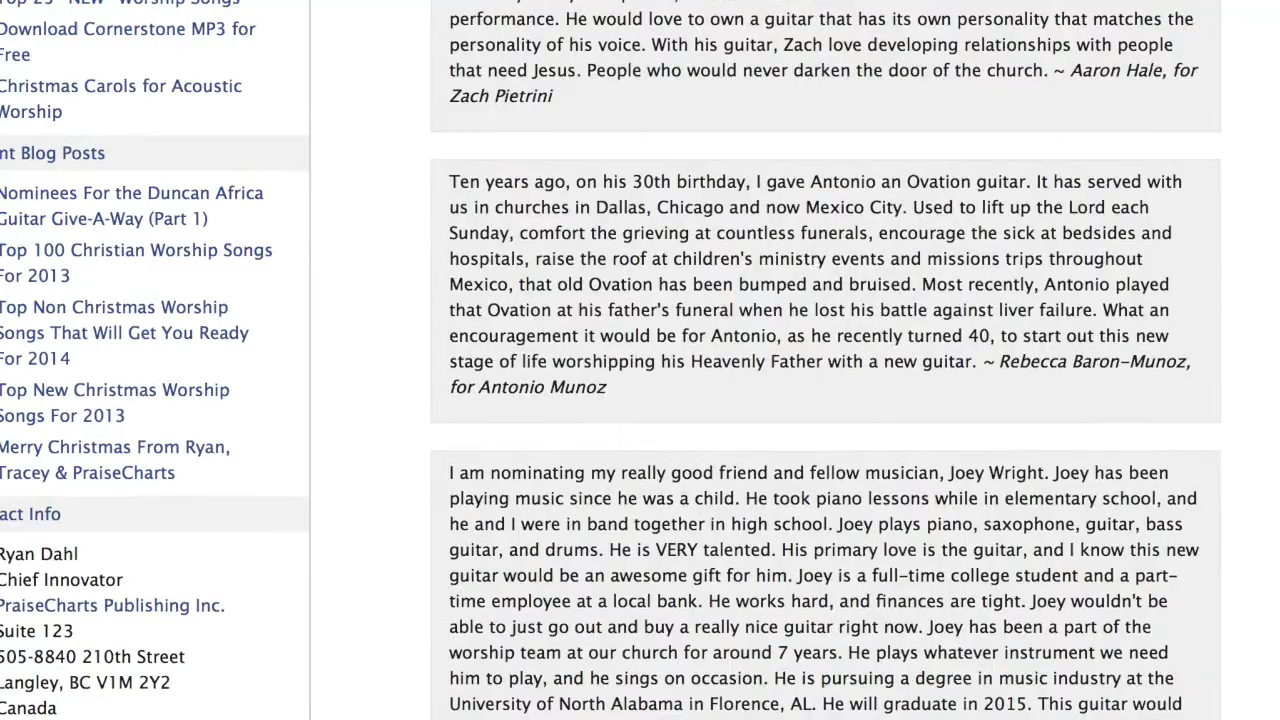 Download Cornerstone MP3 for
Free
Christmas Carols for Acoustic
Worship
nt Blog Posts
Nominees For the Duncan Africa
Guitar Give-A-Way (Part 1)
Top 100 Christian Worship Songs
For 2013
Top Non Christmas Worship
Songs That Will Get You Ready
For 2014
Top New Christmas Worship
Songs For 2013
Merry Christmas From Ryan,
Tracey & PraiseCharts
act Info
Ryan Dahl
Chief Innovator
PraiseCharts Publishing Inc.
Suite 123
505-8840 210th Street
Langley, BC V1M 2Y2
Canada
performance. He would love to own a guitar that has its own personality that matches the
personality of his voice. With his guitar, Zach love developing relationships with people
that need Jesus. People who would never darken the door of the church. ~ Aaron Hale, for
Zach Pietrini
Ten years ago, on his 30th birthday, I gave Antonio an Ovation guitar. It has served with
us in churches in Dallas, Chicago and now Mexico City. Used to lift up the Lord each
Sunday, comfort the grieving at countless funerals, encourage the sick at bedsides and
hospitals, raise the roof at children's ministry events and missions trips throughout
Mexico, that old Ovation has been bumped and bruised. Most recently, Antonio played
that Ovation at his father's funeral when he lost his battle against liver failure. What an
encouragement it would be for Antonio, as he recently turned 40, to start out this new
stage of life worshipping his Heavenly Father with a new guitar. ~ Rebecca Baron-Munoz,
for Antonio Munoz
I am nominating my really good friend and fellow musician, Joey Wright. Joey has been
playing music since he was a child. He took piano lessons while in elementary school, and
he and I were in band together in high school. Joey plays piano, saxophone, guitar, bass
guitar, and drums. He is VERY talented. His primary love is the guitar, and I know this new
guitar would be an awesome gift for him. Joey is a full-time college student and a part-
time employee at a local bank. He works hard, and finances are tight. Joey wouldn't be
able to just go out and buy a really nice guitar right now. Joey has been a part of the
worship team at our church for around 7 years. He plays whatever instrument we need
him to play, and he sings on occasion. He is pursuing a degree in music industry at the
University of North Alabama in Florence, AL. He will graduate in 2015. This guitar would